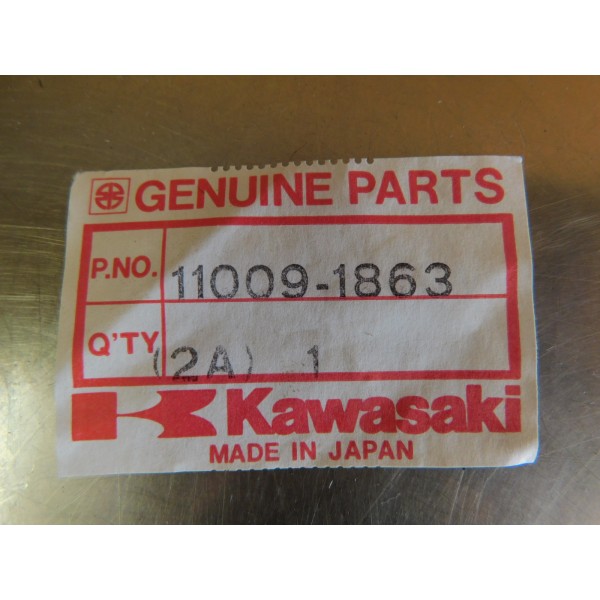 GENUINE PARTS
P.NO. 11009-1863
Q'TY (2A) 1
Kawasaki
MADE IN JAPAN